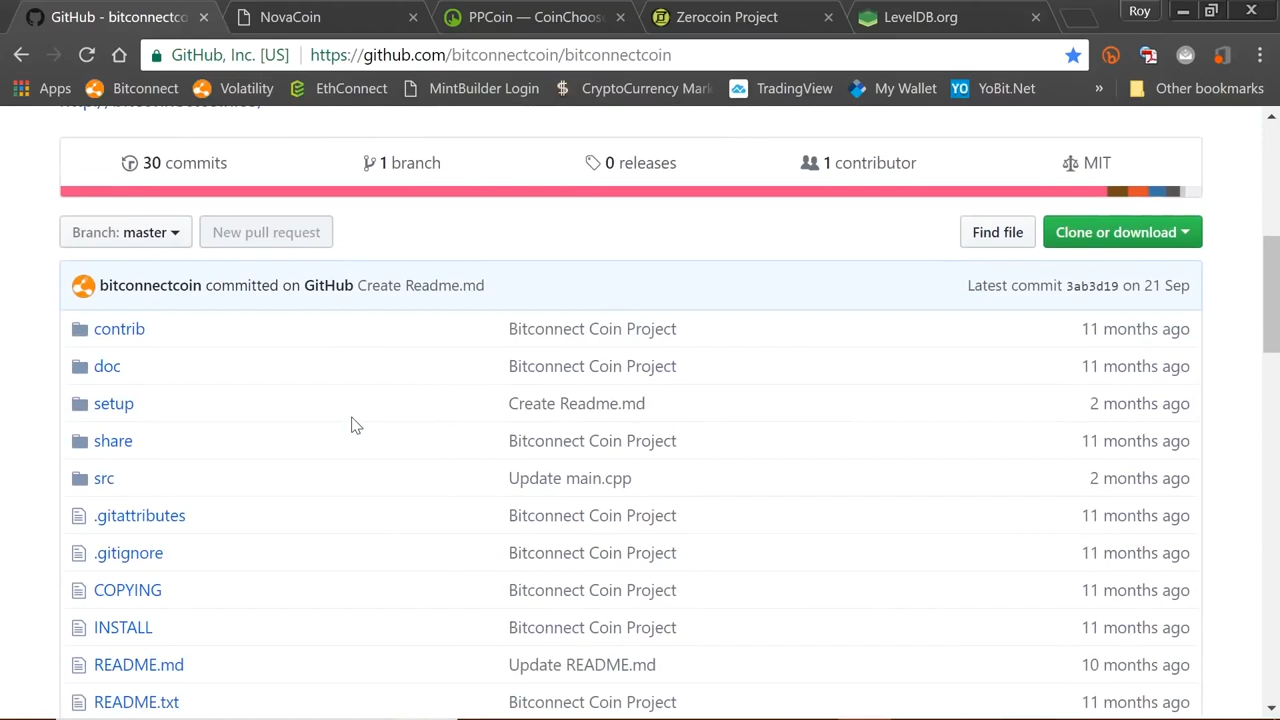 GitHub - bitconnectco
NovaCoin
PPCoin — CoinChoos
Zerocoin Project
LevelDB.org
Roy
GitHub, Inc. [US] https://github.com/bitconnectcoin/bitconnectcoin
Apps Bitconnect Volatility EthConnect MintBuilder Login CryptoCurrency Mark TradingView My Wallet YO YoBit.Net » Other bookmarks
30 commits 1 branch 0 releases 1 contributor MIT
Branch: master New pull request Find file Clone or download
bitconnectcoin committed on GitHub Create Readme.md Latest commit 3ab3d19 on 21 Sep
contrib Bitconnect Coin Project 11 months ago
doc Bitconnect Coin Project 11 months ago
setup Create Readme.md 2 months ago
share Bitconnect Coin Project 11 months ago
src Update main.cpp 2 months ago
.gitattributes Bitconnect Coin Project 11 months ago
.gitignore Bitconnect Coin Project 11 months ago
COPYING Bitconnect Coin Project 11 months ago
INSTALL Bitconnect Coin Project 11 months ago
README.md Update README.md 10 months ago
README.txt Bitconnect Coin Project 11 months ago